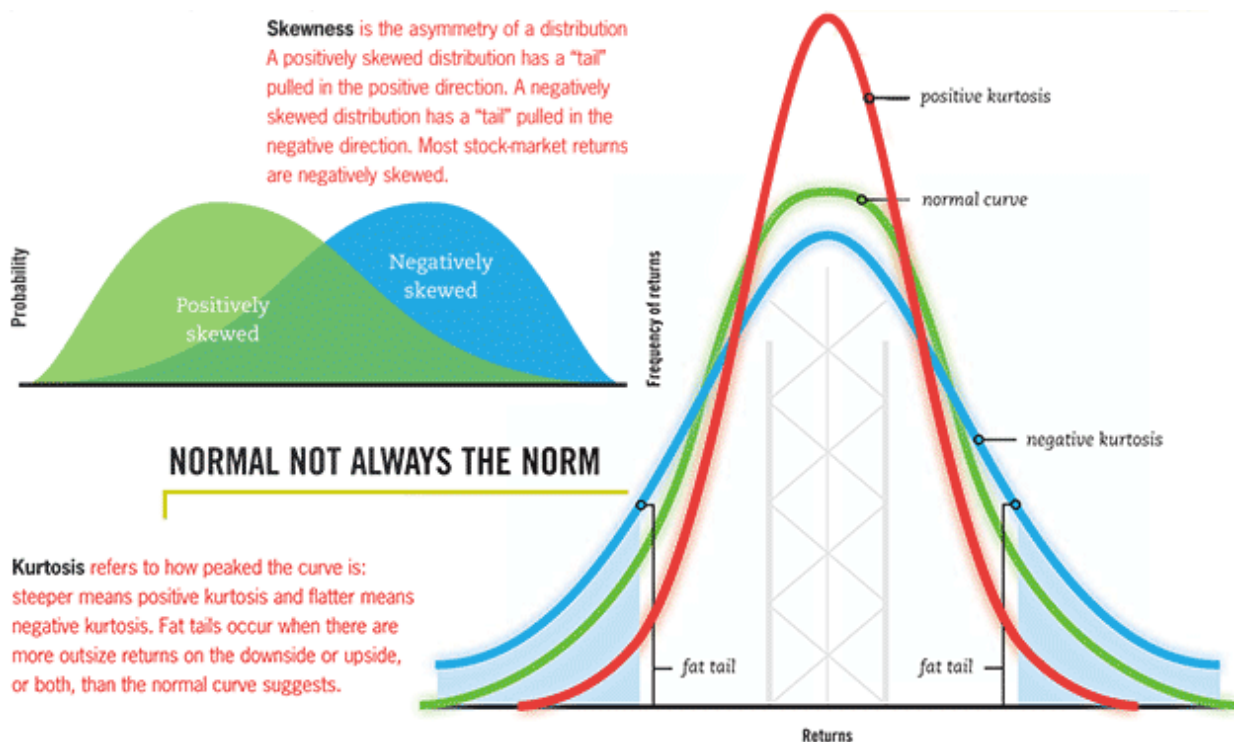 Skewness is the asymmetry of a distribution
A positively skewed distribution has a “tail”
pulled in the positive direction. A negatively
skewed distribution has a “tail” pulled in the
negative direction. Most stock-market returns
are negatively skewed.
Probability
Positively
skewed
Negatively
skewed
NORMAL NOT ALWAYS THE NORM
Kurtosis refers to how peaked the curve is:
steeper means positive kurtosis and flatter means
negative kurtosis. Fat tails occur when there are
more outsize returns on the downside or upside,
or both, than the normal curve suggests.
Frequency of returns
positive kurtosis
normal curve
negative kurtosis
fat tail
fat tail
Returns